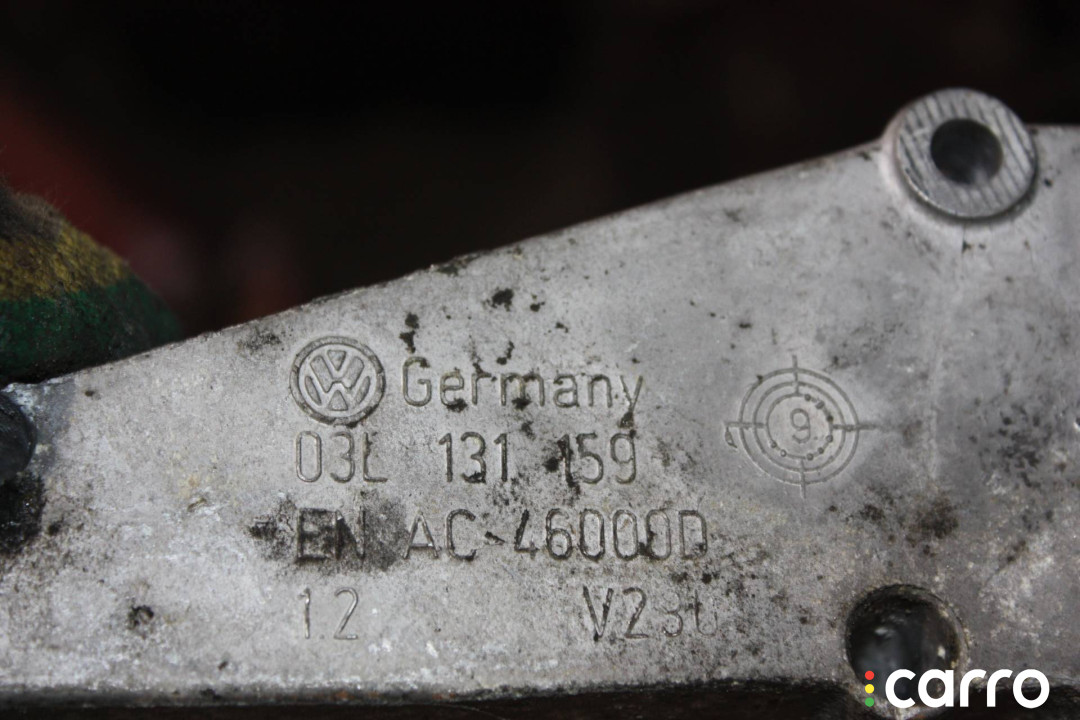 Germany
03L 131 159
9
EN AC-46000D
12
carro